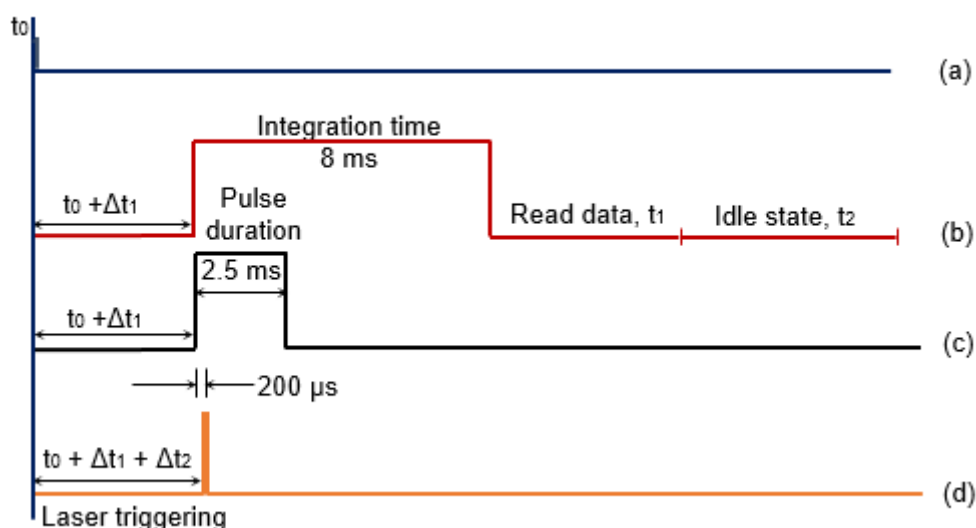 t₀
(a)
Integration time
8 ms
t₀ +Δt₁
Pulse
duration
Read data, t₁
Idle state, t₂
(b)
2.5 ms
t₀ +Δt₁
(c)
200 μs
t₀ + Δt₁ + Δt₂
(d)
Laser triggering